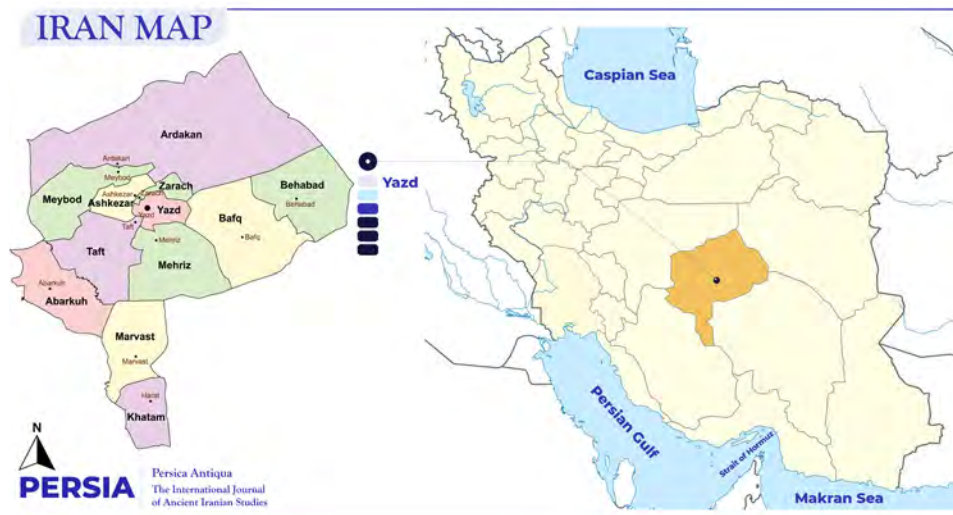 IRAN MAP
Ardakan
Ardakan
Meybod
Meybod
Ashkezar
Ashkezar
Zarach
Zarach
Yazd
Yazd
Behabad
Behabad
Bafq
Bafq
Taft
Taft
Mehriz
Mehriz
Abarkuh
Abarkuh
Marvast
Marvast
Harat
Khatam
N
PERSIA
Persica Antiqua
The International Journal
of Ancient Iranian Studies
Yazd
Caspian Sea
Persian Gulf
Strait of Hormuz
Makran Sea